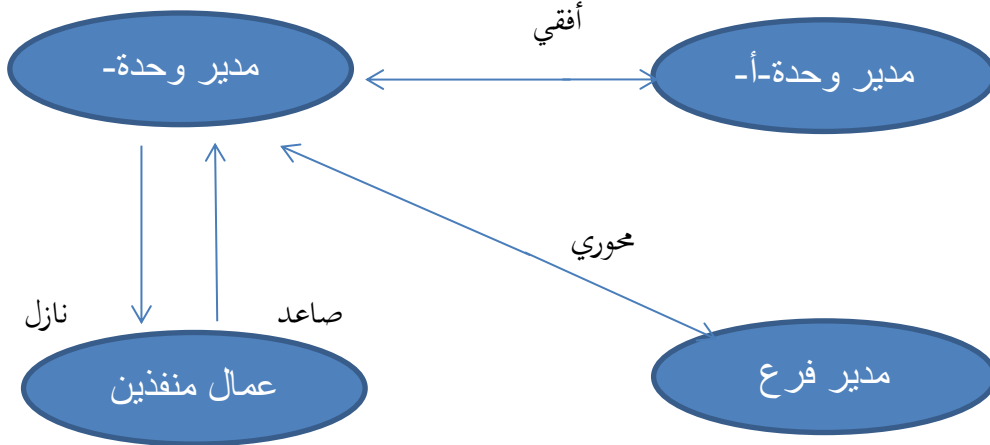 أفقي
مدير وحدة-أ-
مدير وحدة-
محوري
صاعد
نازل
مدير فرع
عمال منفذين